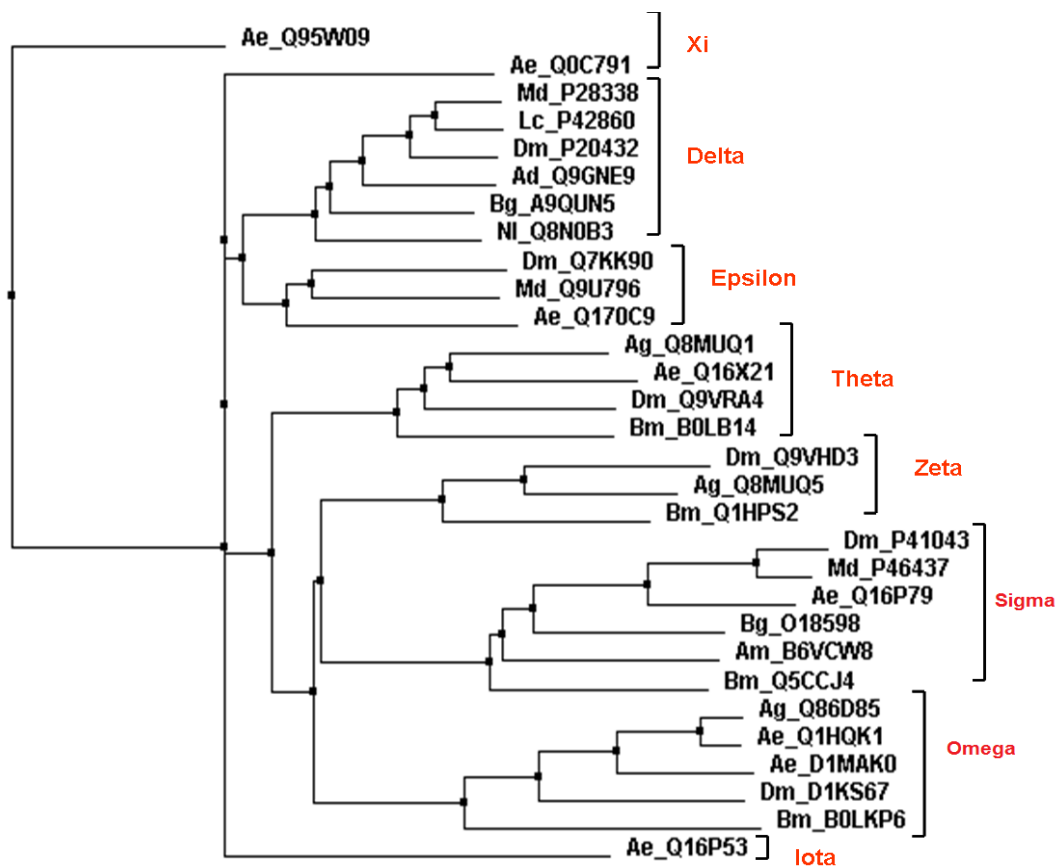 Ae_Q95W09
Xi
Ae_Q0C791
Md_P28338
Lc_P42860
Dm_P20432
Delta
Ad_Q9GNE9
Bg_A9QUN5
Nl_Q8N0B3
Dm_Q7KK90
Epsilon
Md_Q9U796
Ae_Q170C9
Ag_Q8MUQ1
Ae_Q16X21
Theta
Dm_Q9VRA4
Bm_B0LB14
Dm_Q9VHD3
Zeta
Ag_Q8MUQ5
Bm_Q1HPS2
Dm_P41043
Md_P46437
Ae_Q16P79
Sigma
Bg_O18598
Am_B6VCW8
Bm_Q5CCJ4
Ag_Q86D85
Ae_Q1HQK1
Omega
Ae_D1MAK0
Dm_D1KS67
Bm_B0LKP6
Ae_Q16P53
Iota